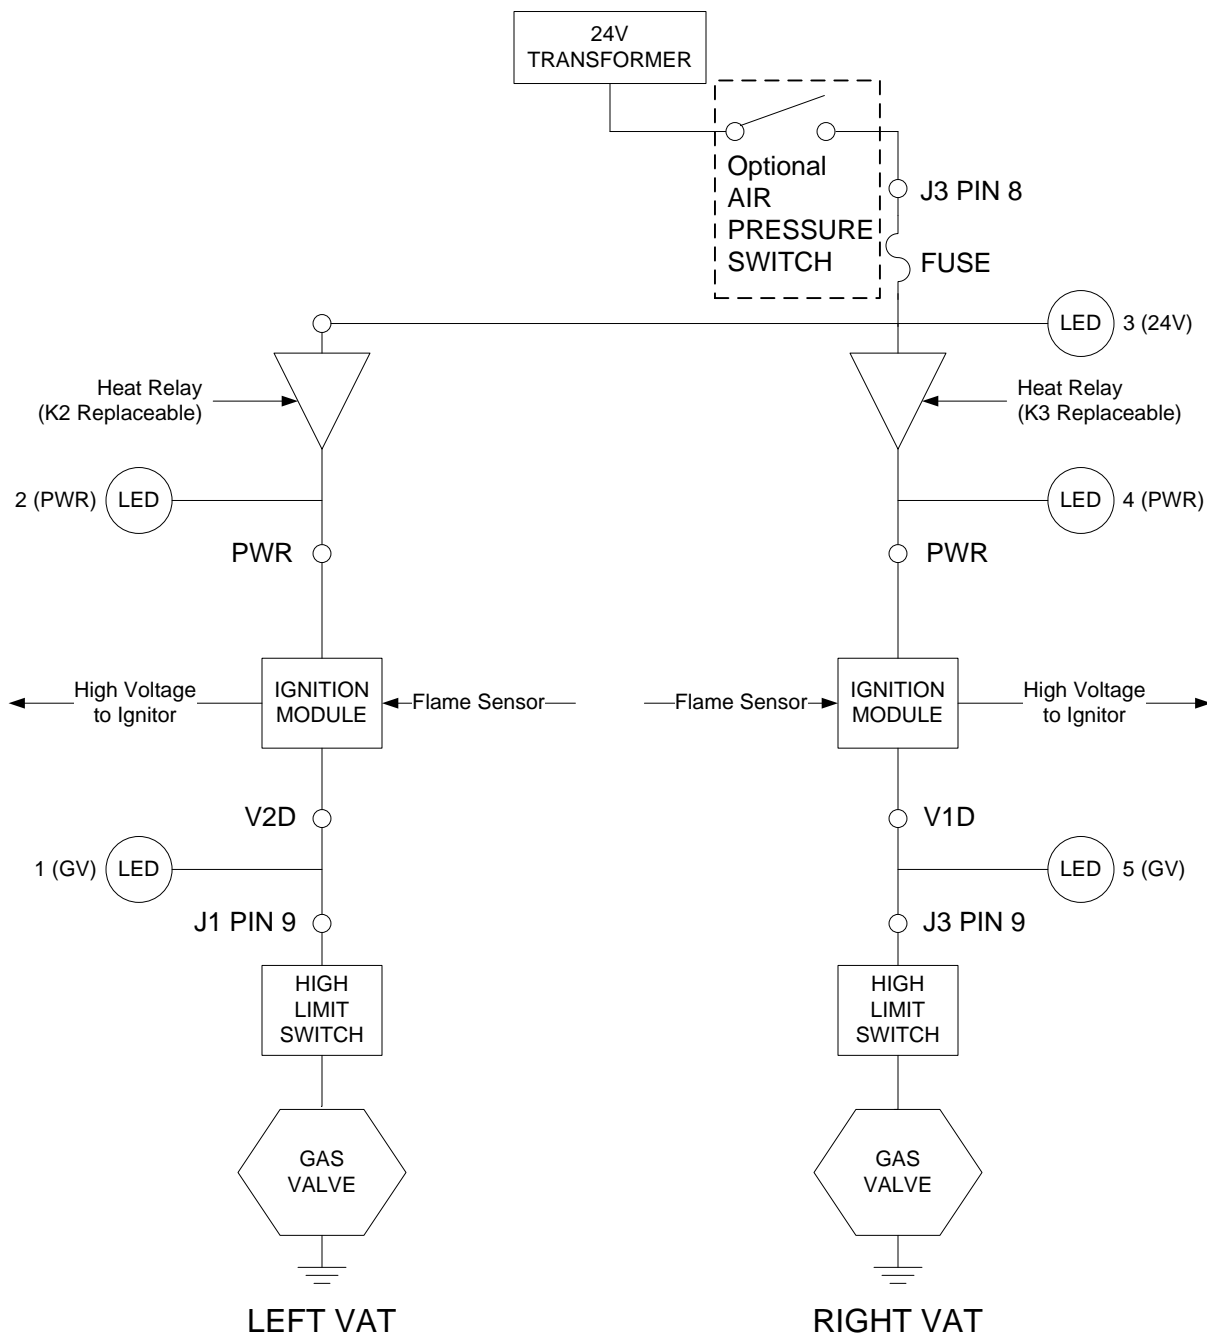 24V
TRANSFORMER
Optional
AIR
PRESSURE
SWITCH
J3 PIN 8
FUSE
LED
3 (24V)
Heat Relay
(K2 Replaceable)
Heat Relay
(K3 Replaceable)
2 (PWR)
LED
LED
4 (PWR)
PWR
PWR
High Voltage
to Ignitor
IGNITION
MODULE
Flame Sensor
Flame Sensor
IGNITION
MODULE
High Voltage
to Ignitor
V2D
V1D
1 (GV)
LED
LED
5 (GV)
J1 PIN 9
J3 PIN 9
HIGH
LIMIT
SWITCH
HIGH
LIMIT
SWITCH
GAS
VALVE
GAS
VALVE
LEFT VAT
RIGHT VAT